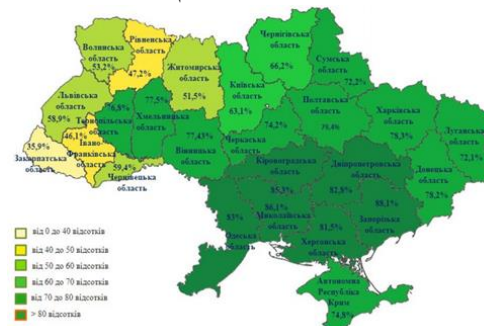 Чернігівська
область
66,2%
Волинська
область
53,2%
Рівненська
область
47,2%
Житомирська
область
51,5%
Київська
область
63,1%
Сумська
область
72,2%
Львівська
область
58,9%
Тернопільська
область
76,8%
77,5%
Хмельницька
область
Полтавська
область
Харківська
область
78,3%
Луганська
область
72,1%
35,9%
Закарпатська
область
46,1%
Івано-
Франківська
область
59,4%
Чернівецька
область
77,43%
Вінницька
область
74,2%
Черкаська
область
Кіровоградська
область
85,3%
Дніпропетровська
область
82,8%
Донецька
область
78,2%
83%
Одеська
область
86,1%
Миколаївська
область
81,5%
Херсонська
область
88,1%
Запорізька
область
Автономна
Республіка
Крим
74,8%
від 0 до 40 відсотків
від 40 до 50 відсотків
від 50 до 60 відсотків
від 60 до 70 відсотків
від 70 до 80 відсотків
> 80 відсотків